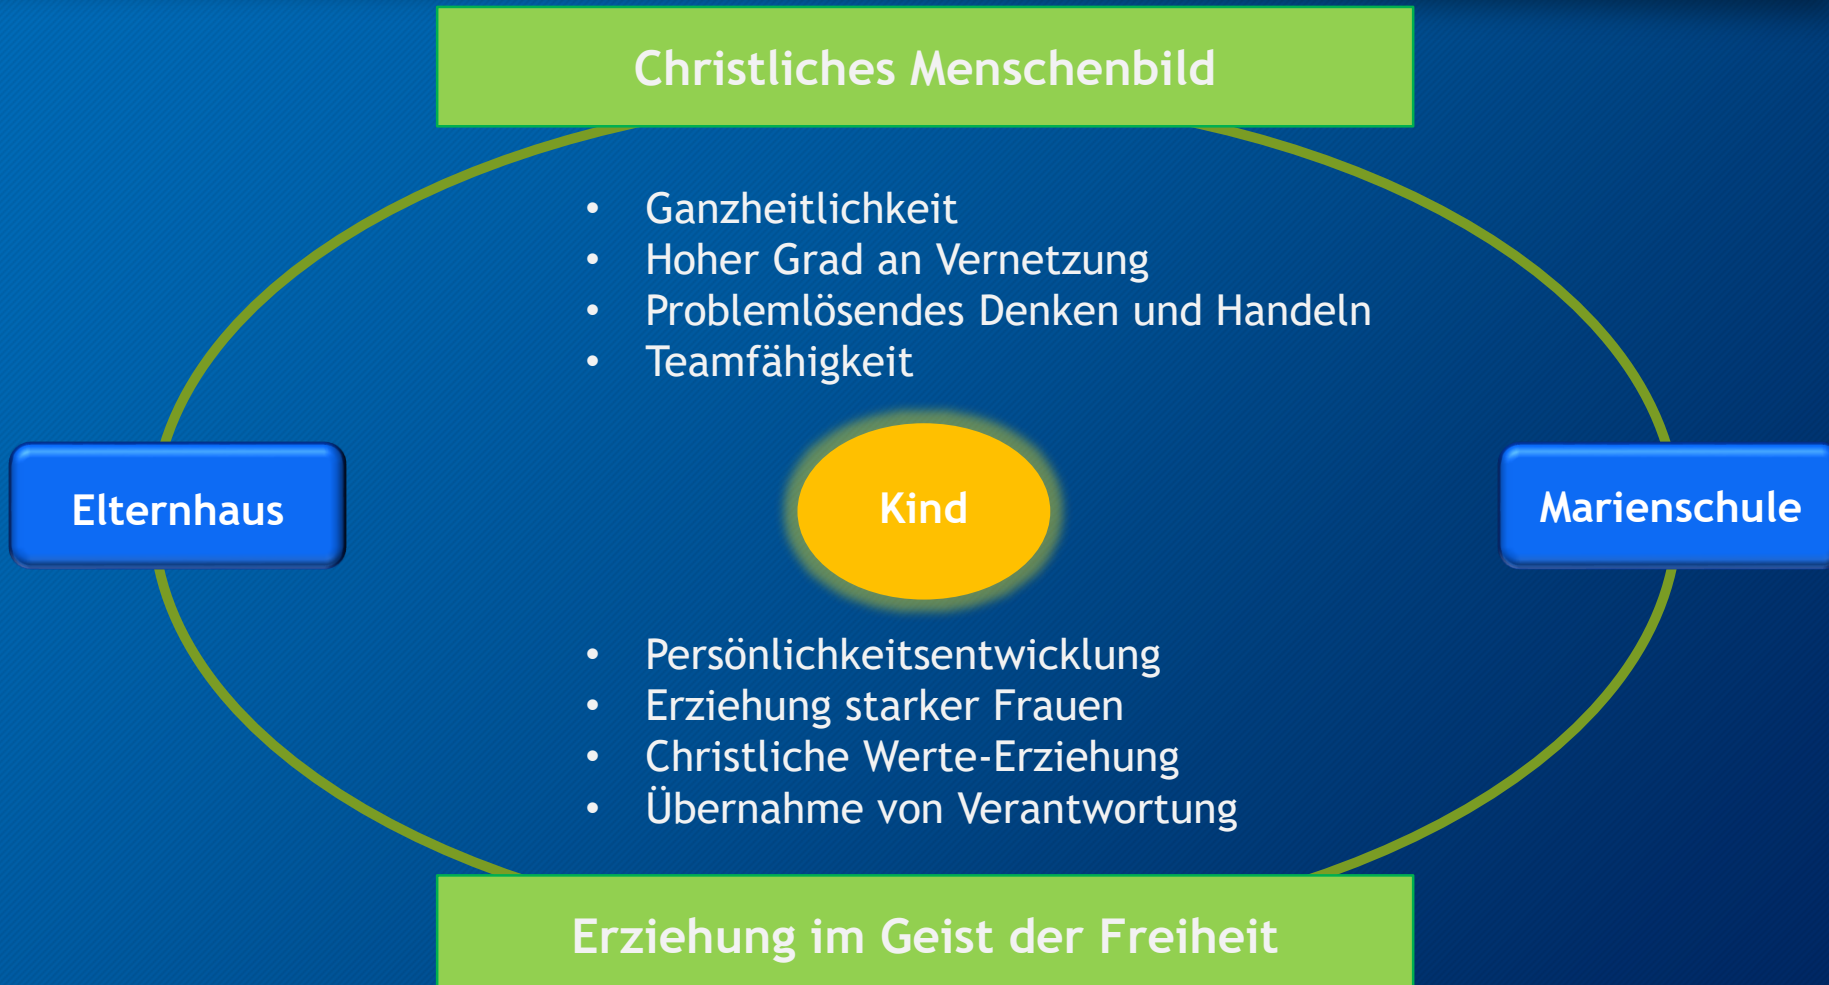 Christliches Menschenbild
• Ganzheitlichkeit
• Hoher Grad an Vernetzung
• Problemlösendes Denken und Handeln
• Teamfähigkeit
Elternhaus
Kind
Marienschule
• Persönlichkeitsentwicklung
• Erziehung starker Frauen
• Christliche Werte-Erziehung
• Übernahme von Verantwortung
Erziehung im Geist der Freiheit